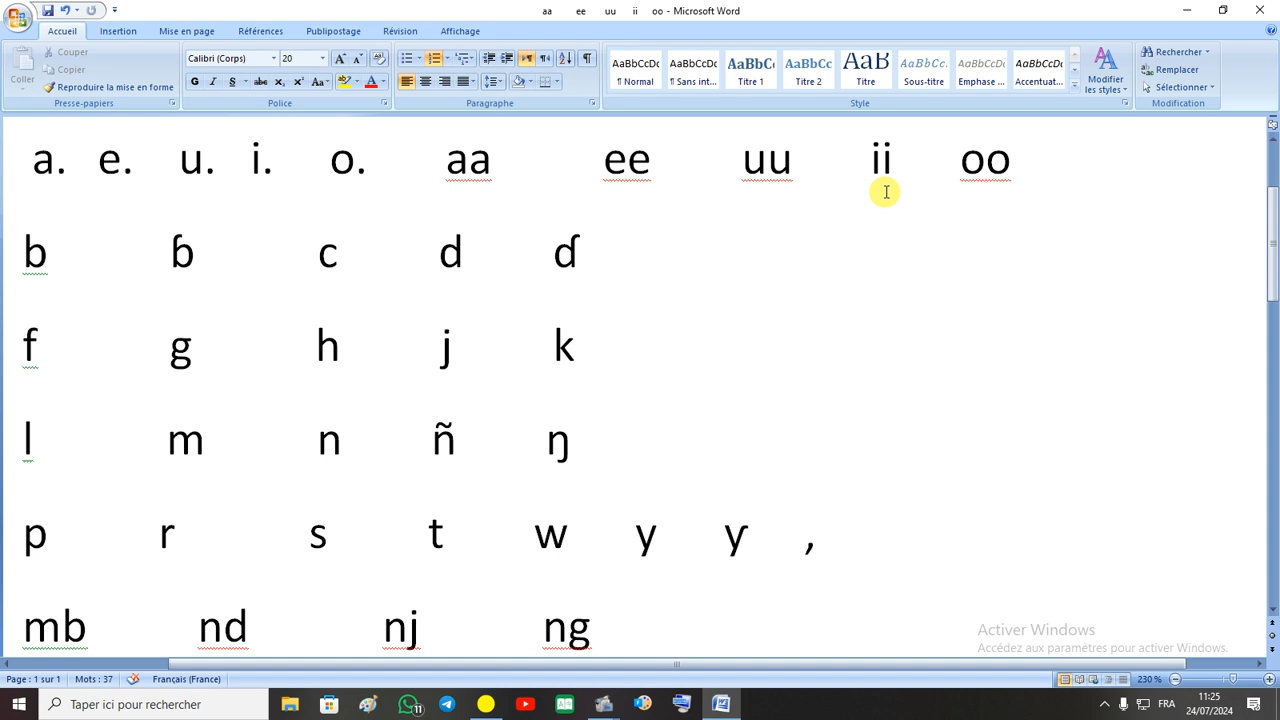 aa ee uu ii oo - Microsoft Word
Accueil Insertion Mise en page Références Publipostage Révision Affichage
Coller
Couper
Copier
Reproduire la mise en forme
Presse-papiers
Calibri (Corps) 20
G I S abc x₂ x² Aa
Police
Paragraphe
AaBbCcDc AaBbCcDc AaBbC AaBbCc AaB AaBbCc. AaBbCcDc AaBbCcDc
¶ Normal ¶ Sans int... Titre 1 Titre 2 Titre Sous-titre Emphase ... Accentuat...
Modifier
les styles
Style
Rechercher
Remplacer
Sélectionner
Modification
a. e. u. i. o. aa ee uu ii oo
b ɓ c d ɗ
f g h j k
l m n ñ ŋ
p r s t w y ƴ ,
mb nd nj ng
Activer Windows
Accédez aux paramètres pour activer Windows.
Page : 1 sur 1 Mots : 37 Français (France) 230 %
Taper ici pour rechercher
11
FRA
11:25
24/07/2024